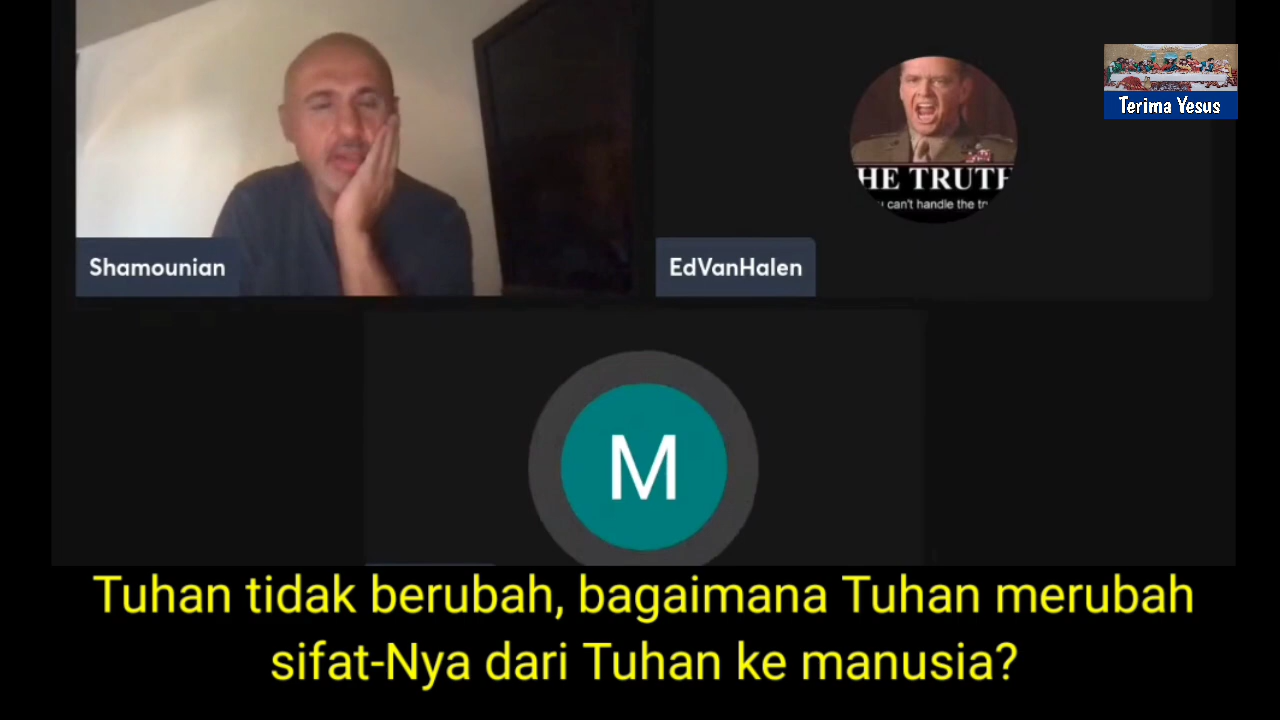 Terima Yesus
HE TRUTH
can't handle the
Shamounian
EdVanHalen
M
Tuhan tidak berubah, bagaimana Tuhan merubah
sifat-Nya dari Tuhan ke manusia?